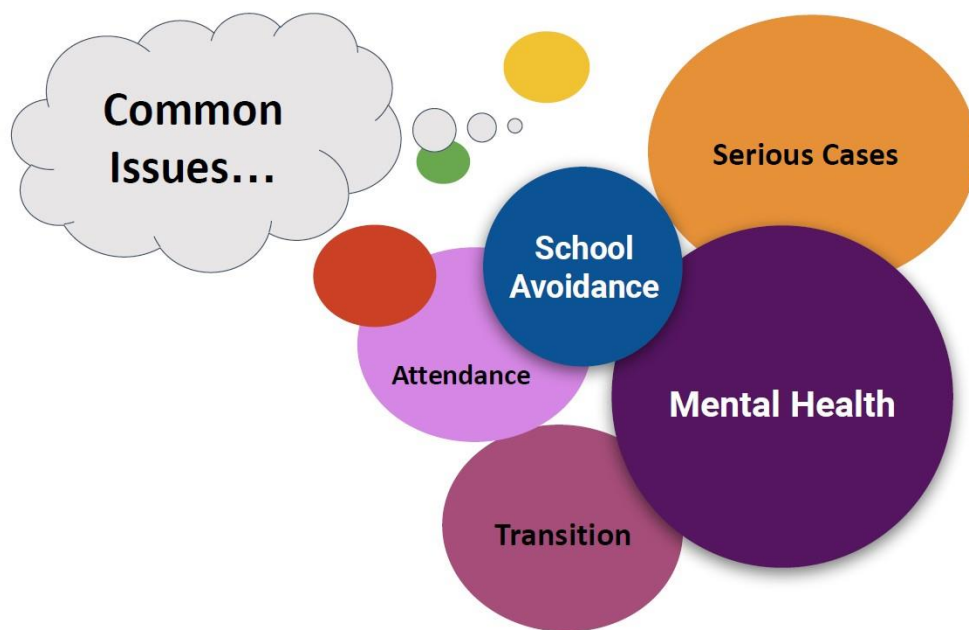 Common
Issues...
Serious Cases
School
Avoidance
Attendance
Mental Health
Transition